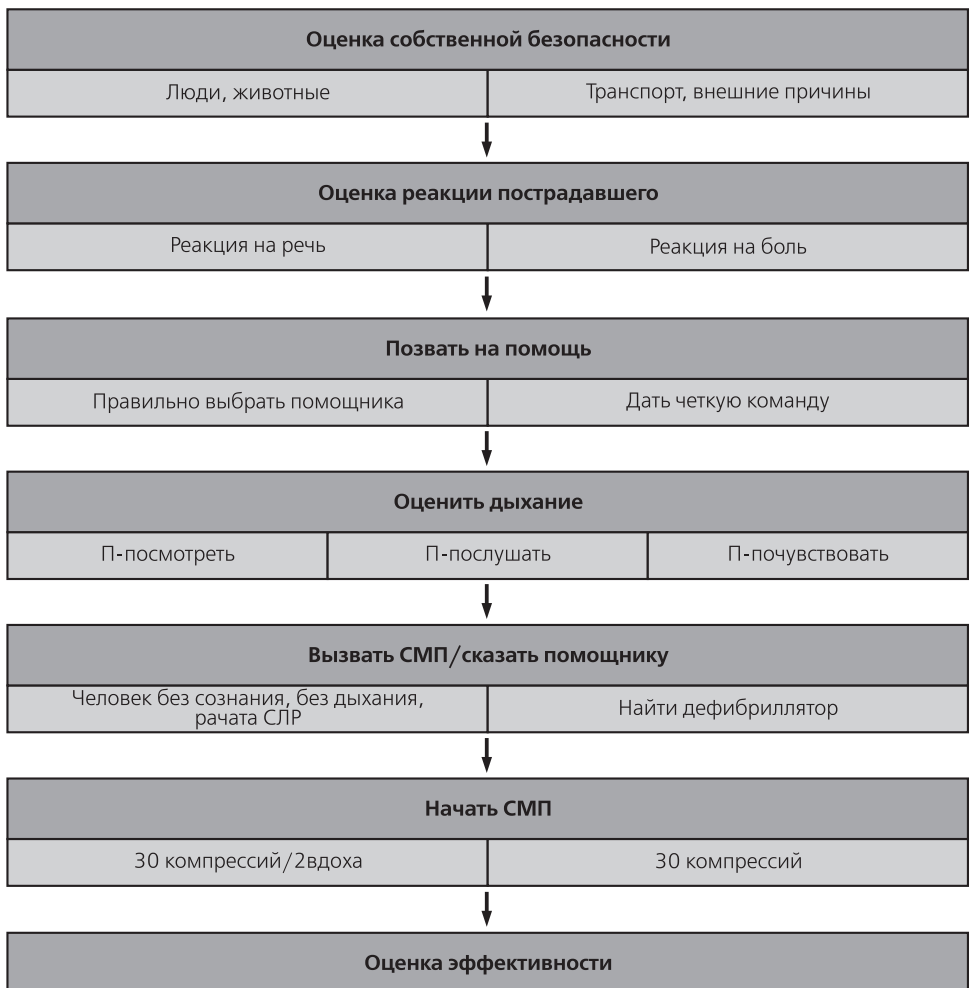 Оценка собственной безопасности
Люди, животные
Транспорт, внешние причины
Оценка реакции пострадавшего
Реакция на речь
Реакция на боль
Позвать на помощь
Правильно выбрать помощника
Дать четкую команду
Оценить дыхание
П-посмотреть
П-послушать
П-почувствовать
Вызвать СМП/сказать помощнику
Человек без сознания, без дыхания,
рачата СЛР
Найти дефибриллятор
Начать СМП
30 компрессий/2вдоха
30 компрессий
Оценка эффективности